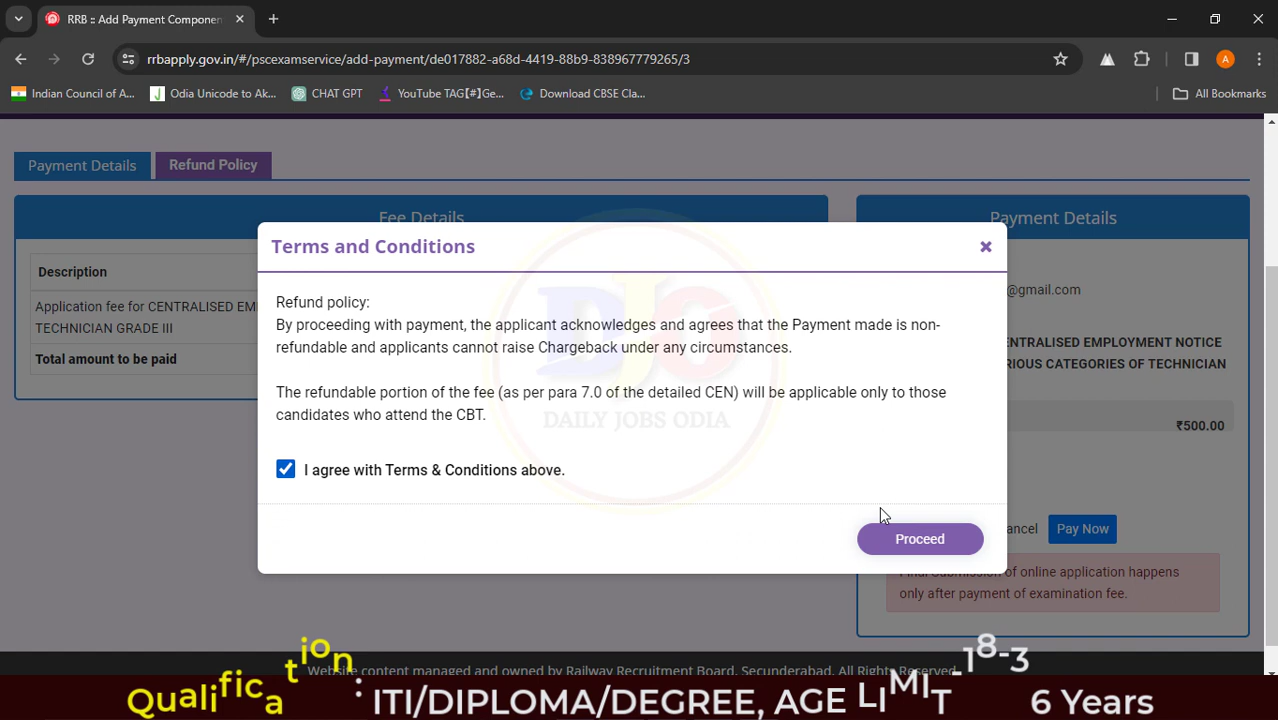 RRB :: Add Payment Componen
rrbapply.gov.in/#/pscexamservice/add-payment/de017882-a68d-4419-88b9-838967779265/3
A
Indian Council of A...
Odia Unicode to Ak...
CHAT GPT
YouTube TAG【#】Ge...
Download CBSE Cla...
All Bookmarks
Payment Details
Refund Policy
Fee Details
Payment Details
Terms and Conditions
Description
@gmail.com
Refund policy:
Application fee for CENTRALISED EM
By proceeding with payment, the applicant acknowledges and agrees that the Payment made is non-
TECHNICIAN GRADE III
refundable and applicants cannot raise Chargeback under any circumstances.
ENTRALISED EMPLOYMENT NOTICE
Total amount to be paid
RIOUS CATEGORIES OF TECHNICIAN
The refundable portion of the fee (as per para 7.0 of the detailed CEN) will be applicable only to those
candidates who attend the CBT.
DJO
DAILY JOBS ODIA
₹500.00
I agree with Terms & Conditions above.
Proceed
ancel
Pay Now
Final Submission of online application happens
only after payment of examination fee.
Website content managed and owned by Railway Recruitment Board, Secunderabad. All Rights Reserved
Qualification : ITI/DIPLOMA/DEGREE, AGE LIMIT-18-36 Years